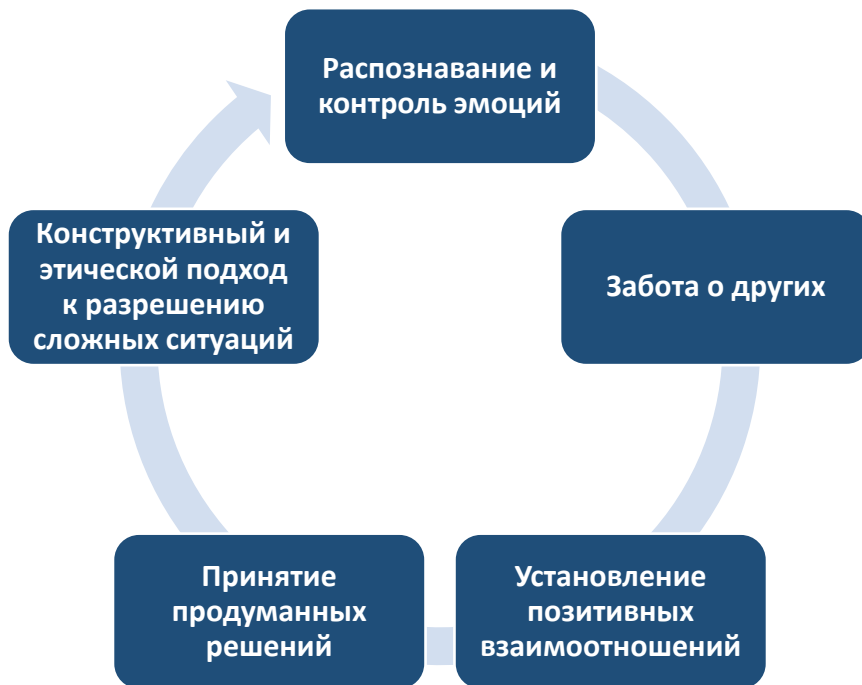 Распознавание и
контроль эмоций
Забота о других
Установление
позитивных
взаимоотношений
Принятие
продуманных
решений
Конструктивный и
этической подход
к разрешению
сложных ситуаций